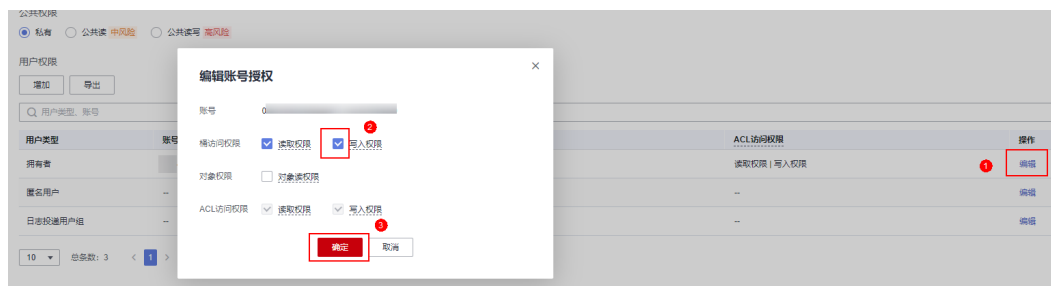 公共权限
私有 公共读 中风险 公共读写 高风险
用户权限
增加 导出
用户类型、账号
用户类型 账号 ACL访问权限 操作
拥有者 读取权限 | 写入权限 1 编辑
匿名用户 -- -- 编辑
日志投递用户组 -- -- 编辑
10 总条数: 3 < 1 >
编辑账号授权 ×
账号 0
2
桶访问权限 读取权限 写入权限
对象权限 对象读权限
ACL访问权限 读取权限 写入权限
3
确定 取消